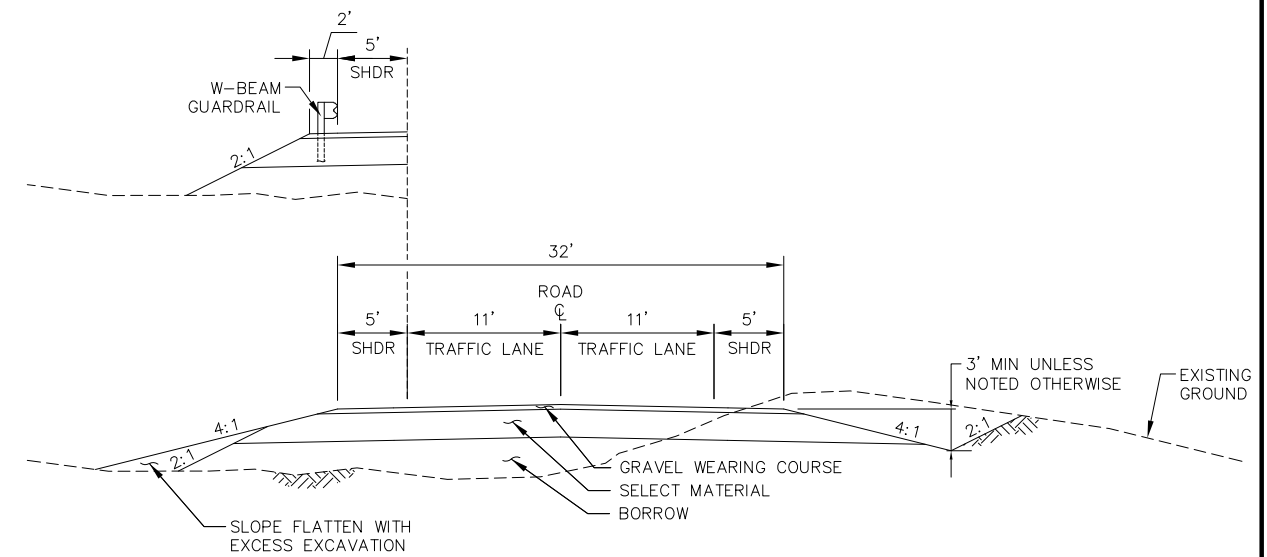 2'
5'
SHDR
W-BEAM
GUARDRAIL
2:1
32'
ROAD
℄
5'
11'
11'
5'
SHDR
TRAFFIC LANE
TRAFFIC LANE
SHDR
3' MIN UNLESS
NOTED OTHERWISE
EXISTING
GROUND
4:1
2:1
4:1
2:1
GRAVEL WEARING COURSE
SELECT MATERIAL
BORROW
SLOPE FLATTEN WITH
EXCESS EXCAVATION